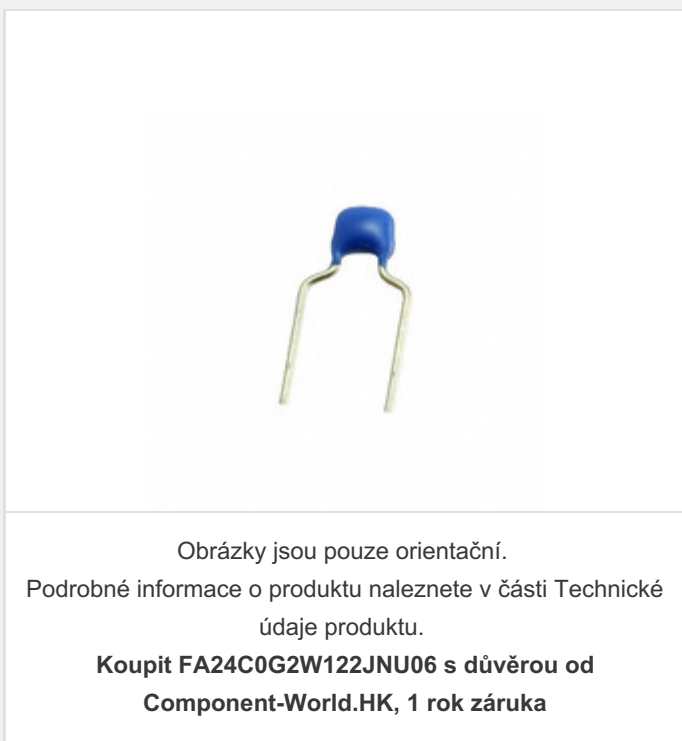 Obrázky jsou pouze orientační.
Podrobné informace o produktu naleznete v části Technické
údaje produktu.
Koupit FA24C0G2W122JNU06 s důvěrou od
Component-World.HK, 1 rok záruka